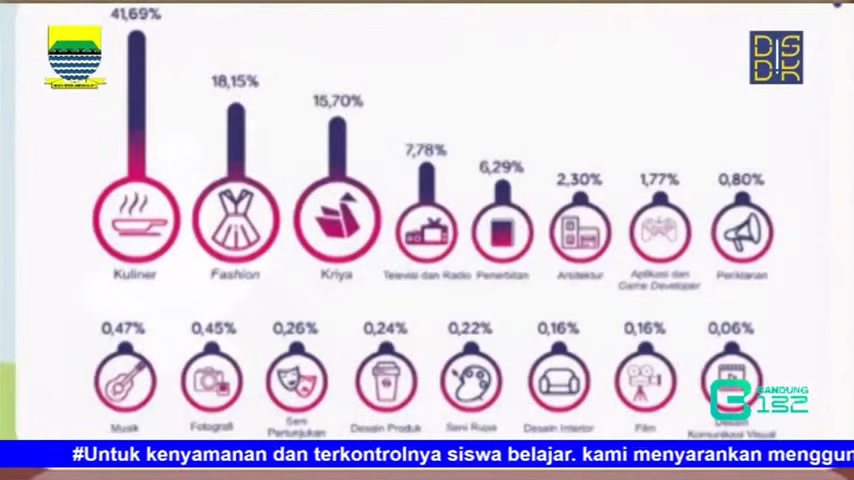 41,69%
18,15%
15,70%
7,78%
6,29%
2,30%
1,77%
0,80%
Kuliner
Fashion
Kriya
Televisi dan Radio
Penerbitan
Arsitektur
Aplikasi dan
Game Developer
Periklanan
0,47%
0,45%
0,26%
0,24%
0,22%
0,16%
0,16%
0,06%
Musik
Fotografi
Seni
Pertunjukan
Desain Produk
Seni Rupa
Desain Interior
Film
Desain
Komunikasi Visual
DISDIK
BANDUNG
132
#Untuk kenyamanan dan terkontrolnya siswa belajar. kami menyarankan menggun